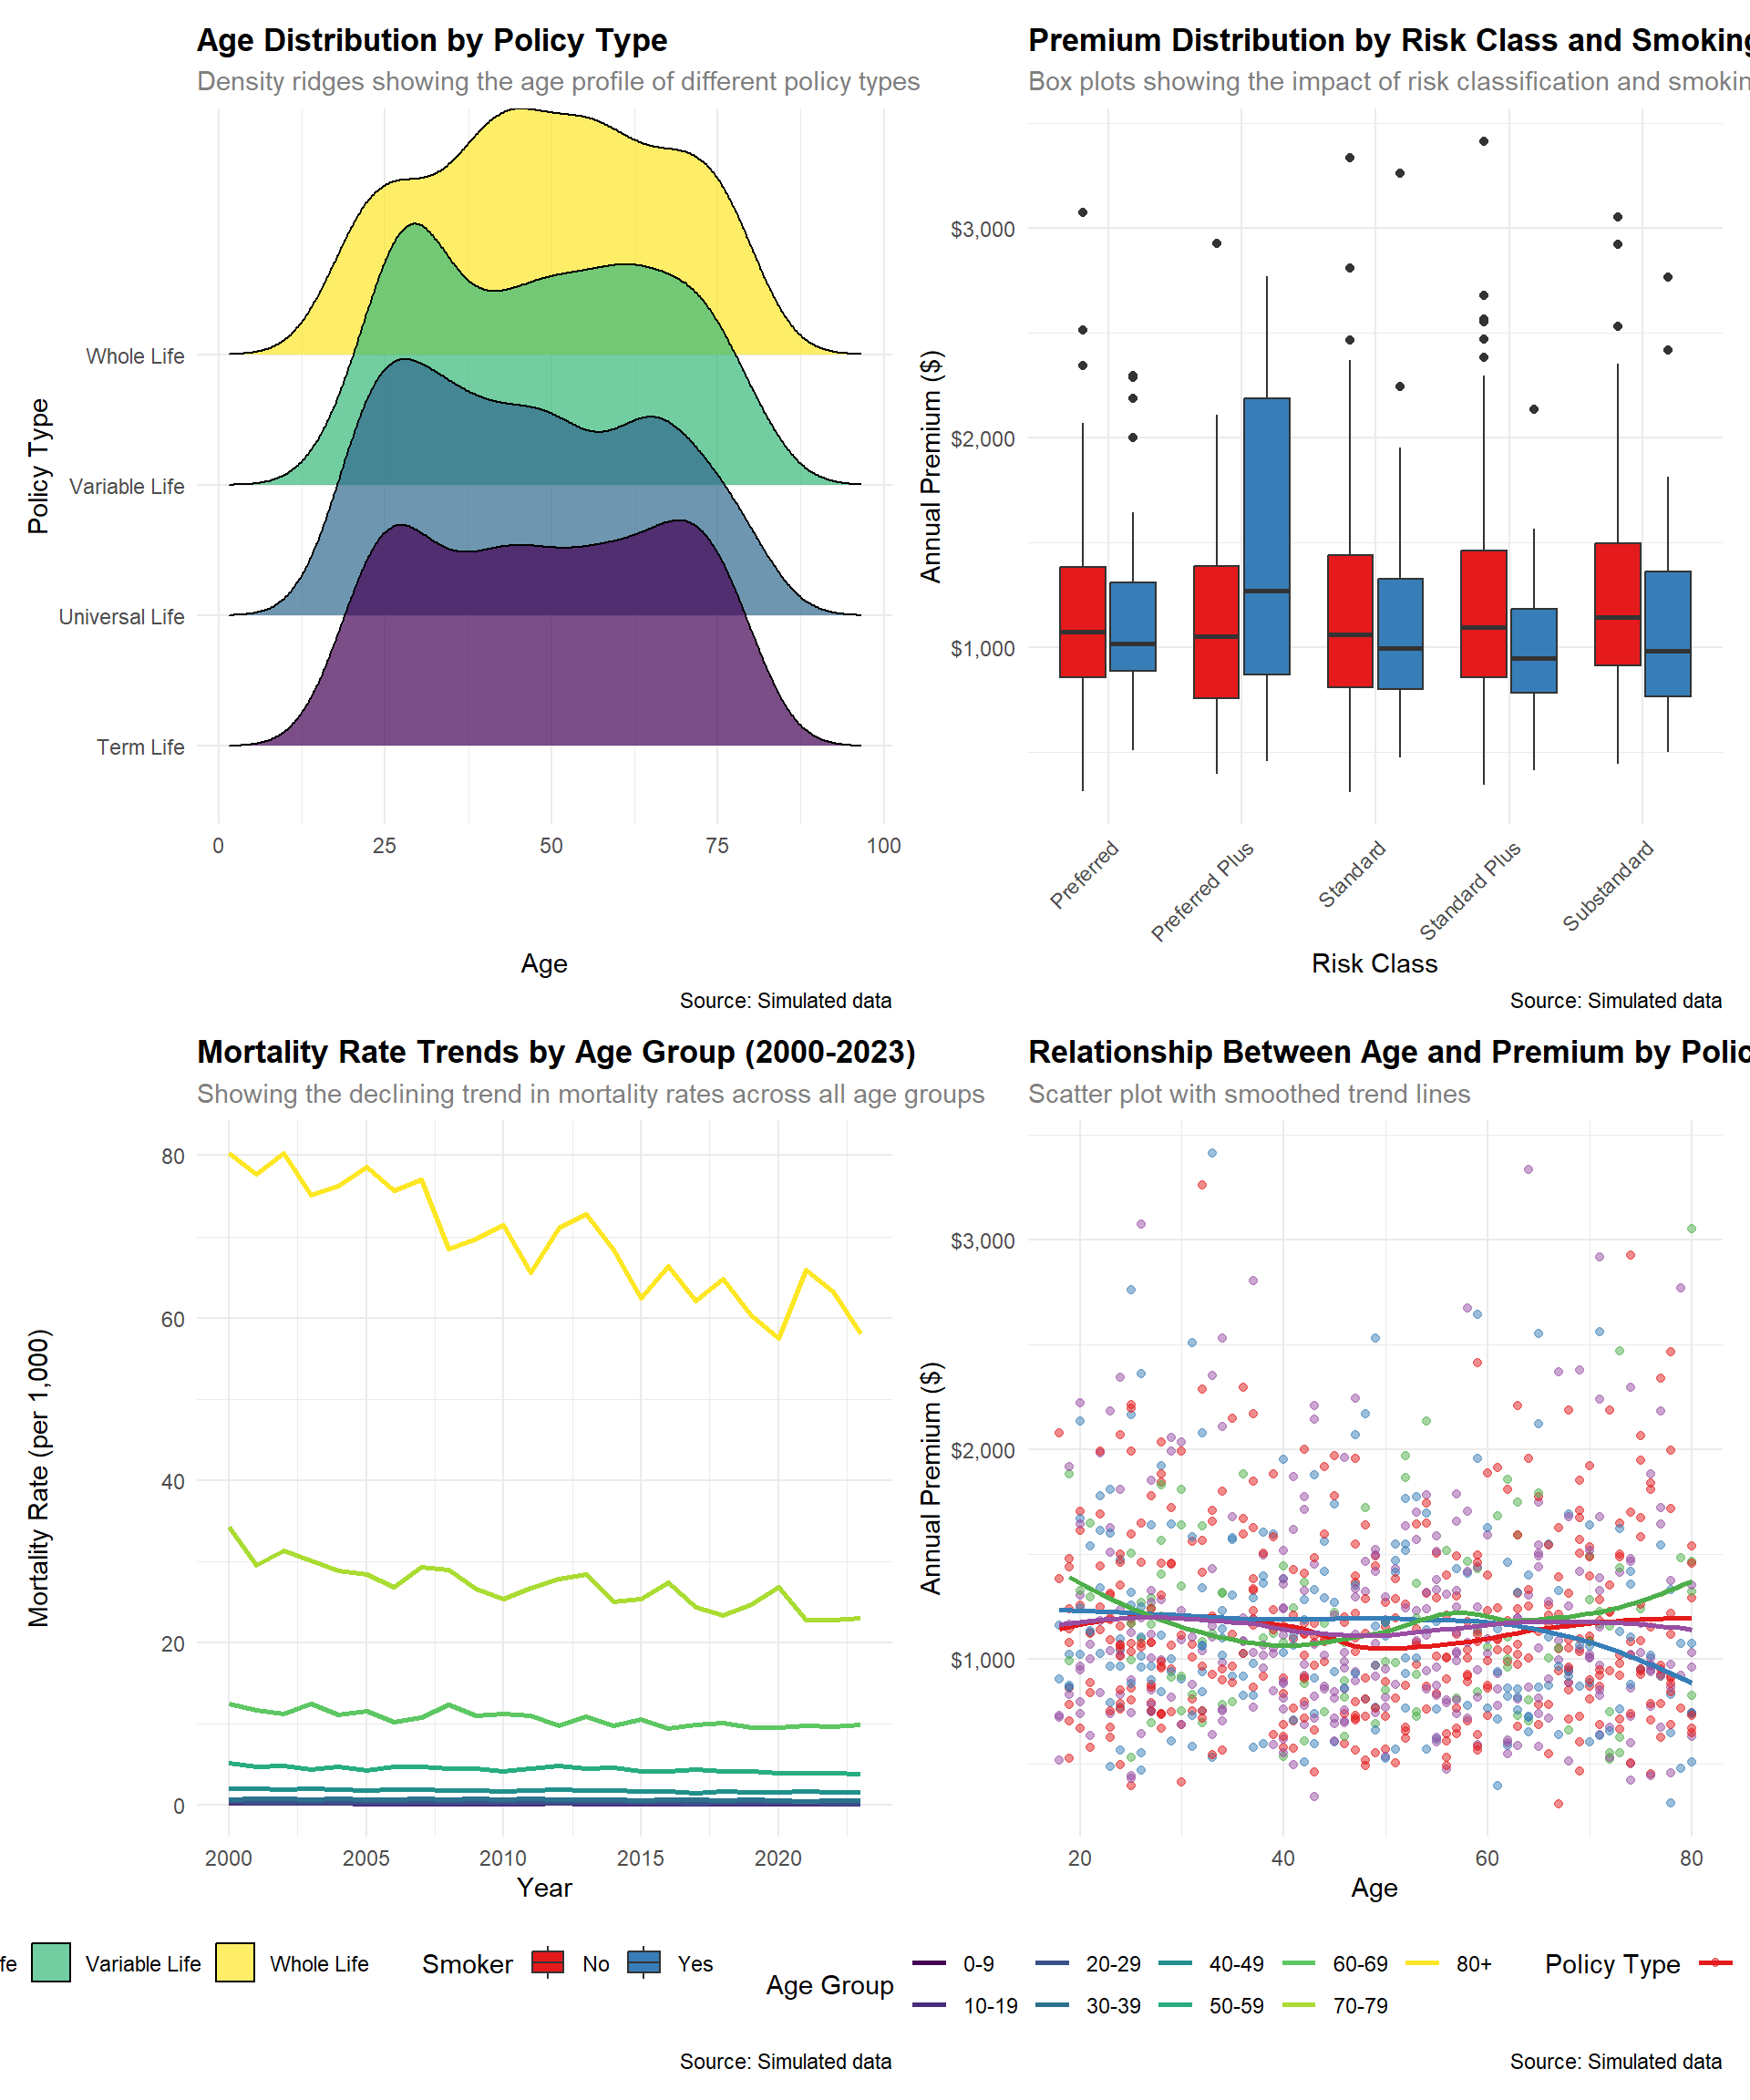 Age Distribution by Policy Type
Density ridges showing the age profile of different policy types
Policy Type
Whole Life
Variable Life
Universal Life
Term Life
0 25 50 75 100
Age
Source: Simulated data
Premium Distribution by Risk Class and Smoking
Box plots showing the impact of risk classification and smokin
Annual Premium ($)
$3,000
$2,000
$1,000
Preferred
Preferred Plus
Standard
Standard Plus
Substandard
Risk Class
Source: Simulated data
Mortality Rate Trends by Age Group (2000-2023)
Showing the declining trend in mortality rates across all age groups
Mortality Rate (per 1,000)
80
60
40
20
0
2000 2005 2010 2015 2020
Year
Relationship Between Age and Premium by Polic
Scatter plot with smoothed trend lines
Annual Premium ($)
$3,000
$2,000
$1,000
20 40 60 80
Age
fe Variable Life Whole Life
Smoker No Yes
Age Group
0-9 20-29 40-49 60-69 80+
10-19 30-39 50-59 70-79
Policy Type
Source: Simulated data
Source: Simulated data